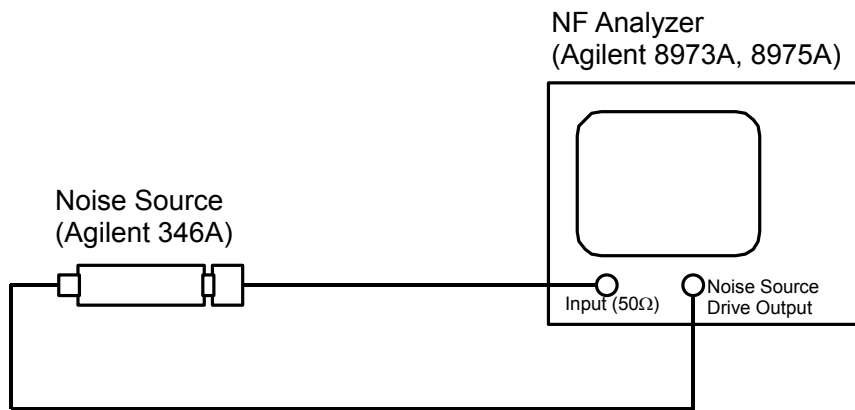 NF Analyzer
(Agilent 8973A, 8975A)
Noise Source
(Agilent 346A)
Input (50Ω)
Noise Source
Drive Output